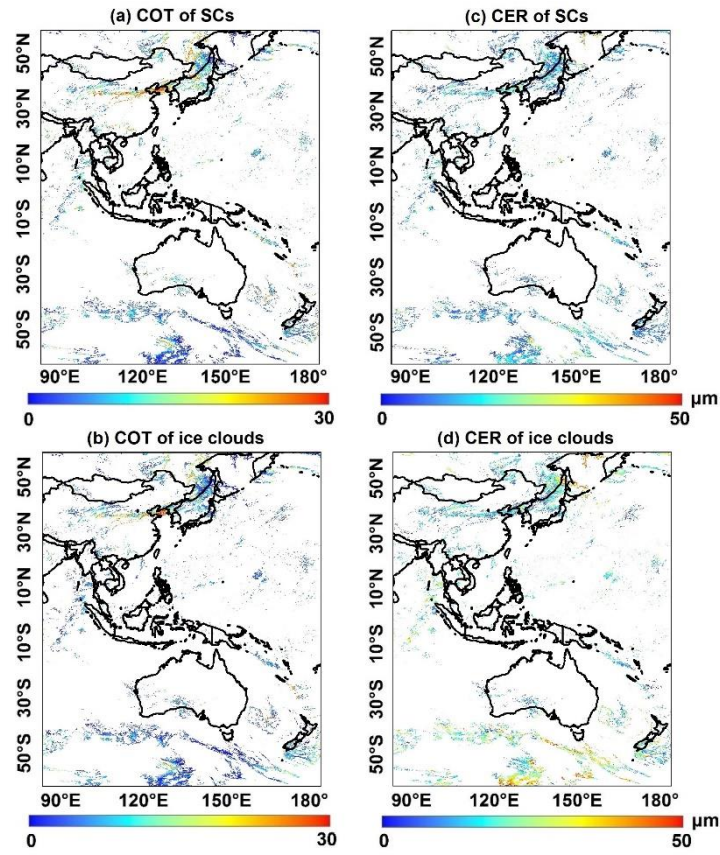 (a) COT of SCs
50°N
30°N
10°N
10°S
30°S
50°S
90°E 120°E 150°E 180°
0 30
(c) CER of SCs
50°N
30°N
10°N
10°S
30°S
50°S
90°E 120°E 150°E 180°
0 50 μm
(b) COT of ice clouds
50°N
30°N
10°N
10°S
30°S
50°S
90°E 120°E 150°E 180°
0 30
(d) CER of ice clouds
50°N
30°N
10°N
10°S
30°S
50°S
90°E 120°E 150°E 180°
0 50 μm